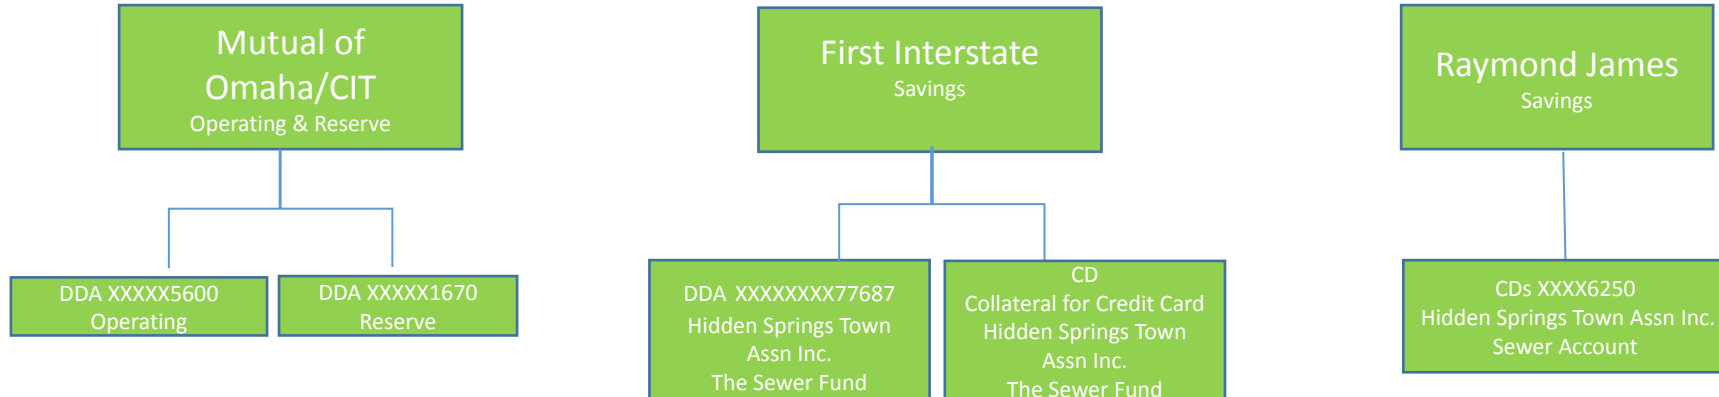 Mutual of
Omaha/CIT
Operating & Reserve
First Interstate
Savings
Raymond James
Savings
DDA XXXXX5600
Operating
DDA XXXXX1670
Reserve
DDA XXXXXXXX77687
Hidden Springs Town
Assn Inc.
The Sewer Fund
CD
Collateral for Credit Card
Hidden Springs Town
Assn Inc.
The Sewer Fund
CDs XXXX6250
Hidden Springs Town Assn Inc.
Sewer Account